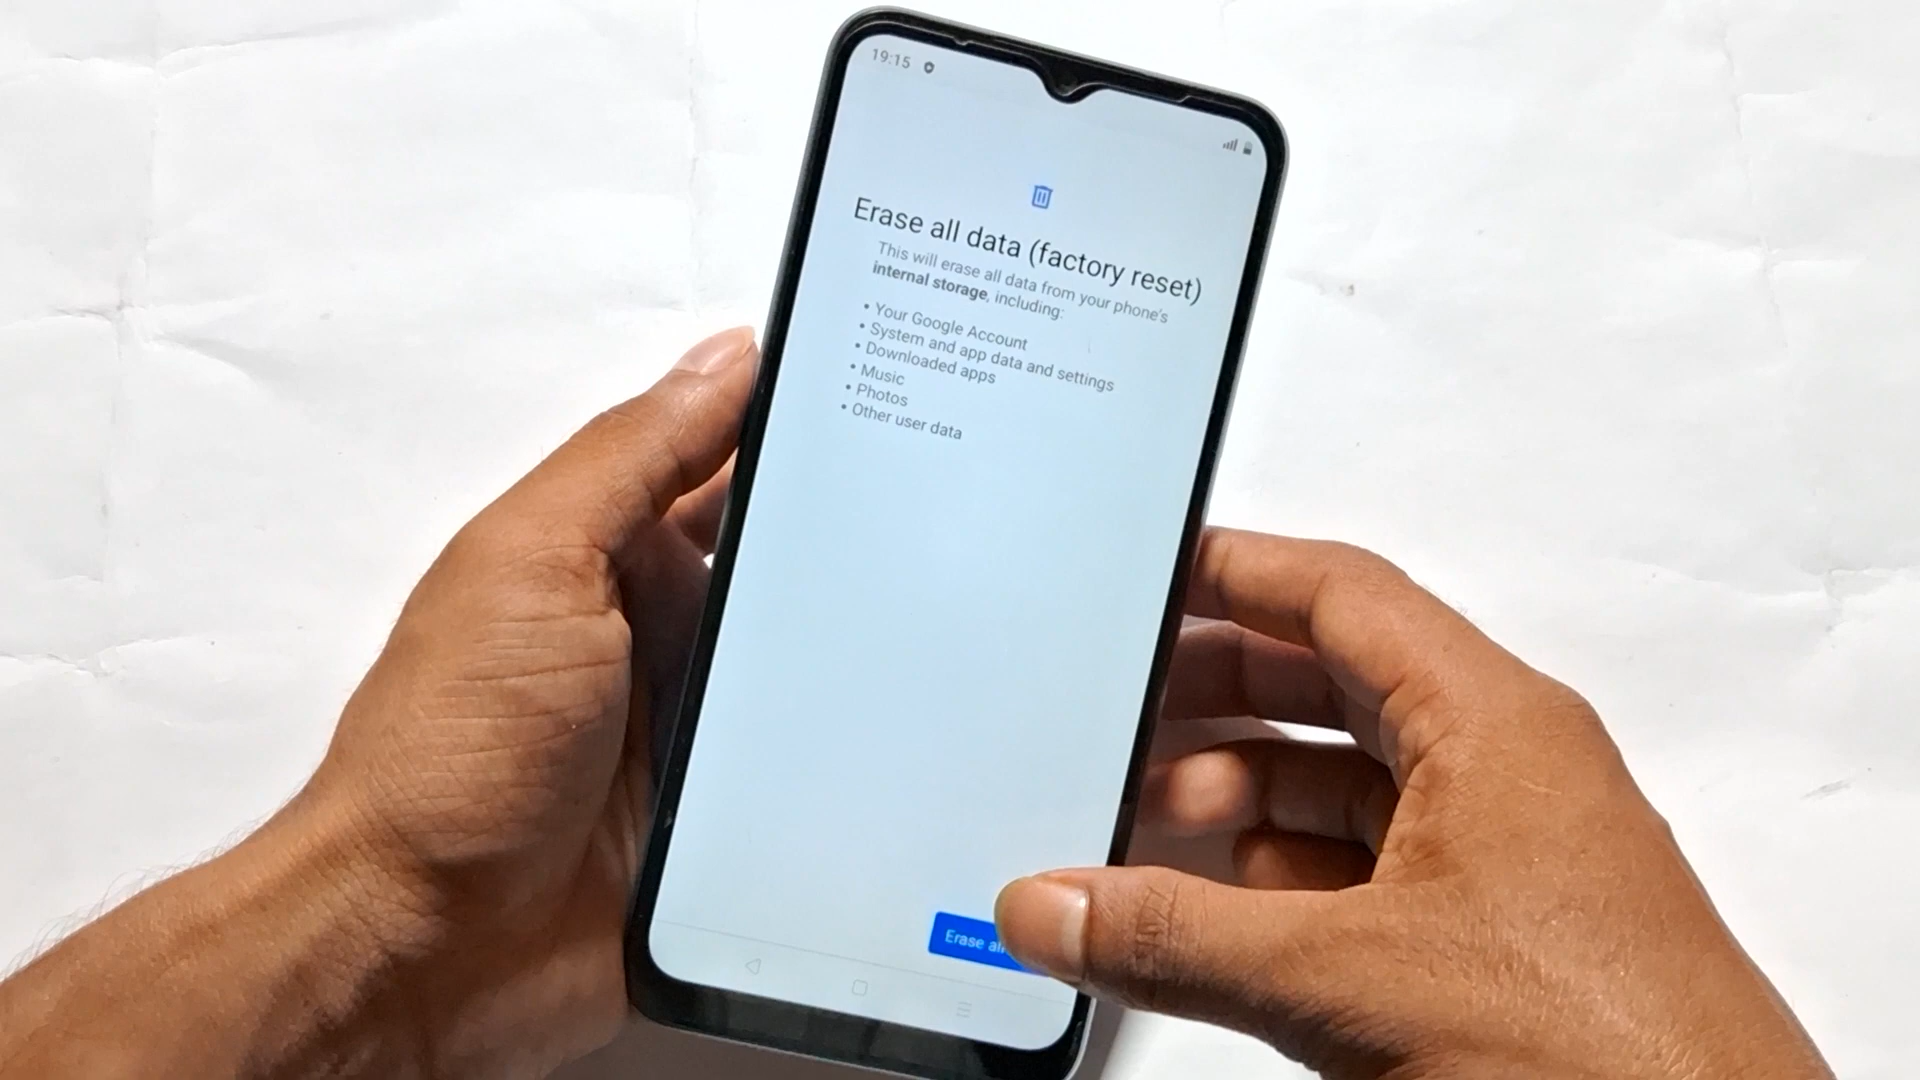 19:15
Erase all data (factory reset)
This will erase all data from your phone's
internal storage, including:
• Your Google Account
• System and app data and settings
• Downloaded apps
• Music
• Photos
• Other user data
Erase all